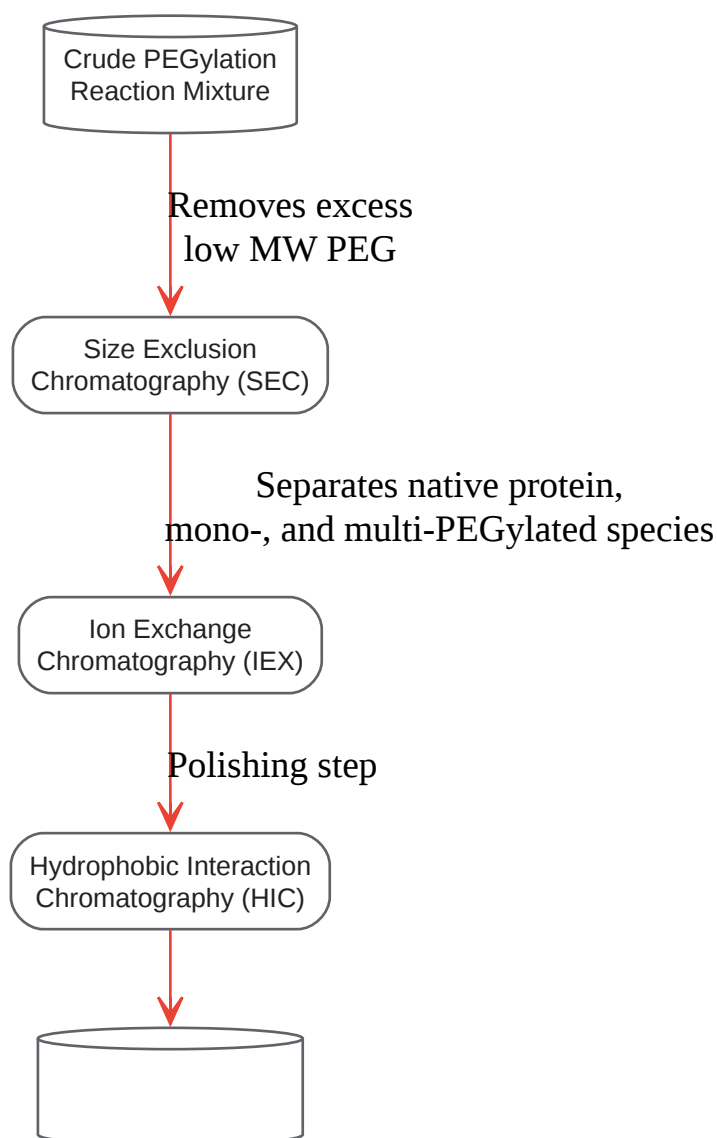 Crude PEGylation
Reaction Mixture
Removes excess
low MW PEG
Size Exclusion
Chromatography (SEC)
Separates native protein,
mono-, and multi-PEGylated species
Ion Exchange
Chromatography (IEX)
Polishing step
Hydrophobic Interaction
Chromatography (HIC)